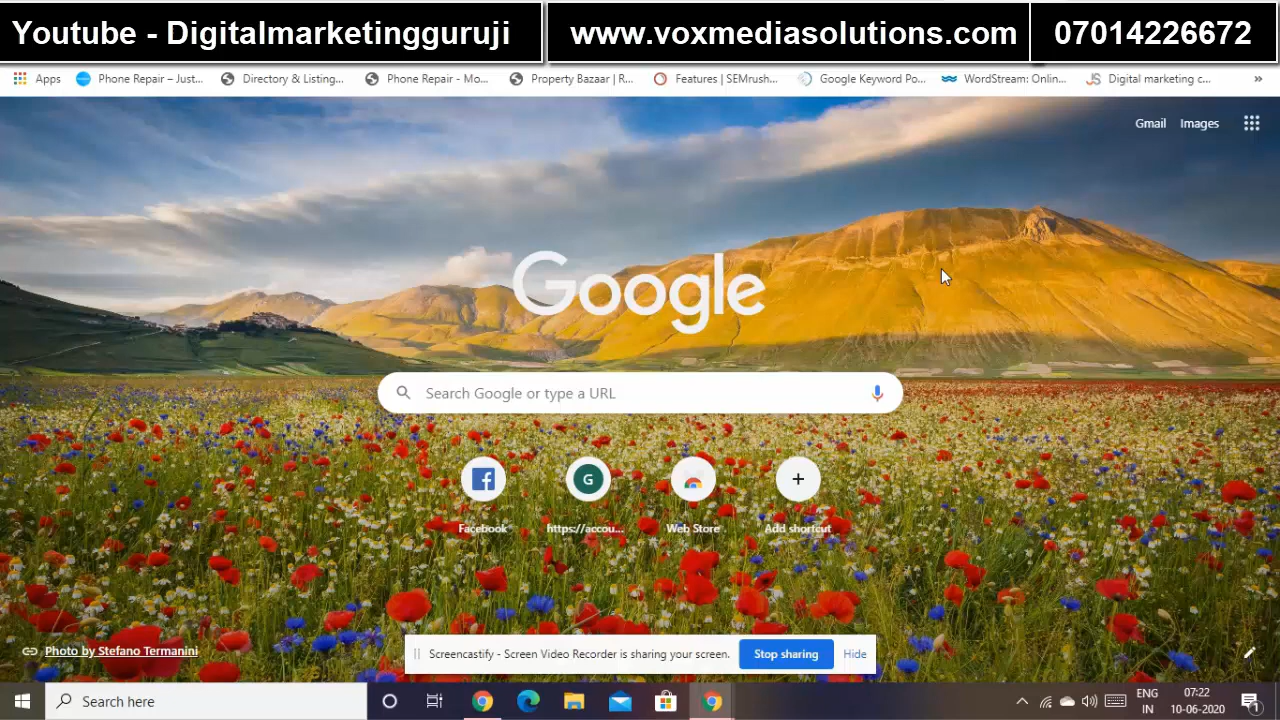 Youtube - Digitalmarketingguruji
www.voxmediasolutions.com
07014226672
Apps
Phone Repair – Just...
Directory & Listing...
Phone Repair - Mo...
Property Bazaar | R...
Features | SEMrush...
Google Keyword Po...
WordStream: Onlin...
Digital marketing c...
»
Gmail
Images
Google
Search Google or type a URL
G
Facebook
https://accou...
Web Store
Add shortcut
Photo by Stefano Termanini
Screencastify - Screen Video Recorder is sharing your screen.
Stop sharing
Hide
Search here
ENG
IN
07:22
10-06-2020
1